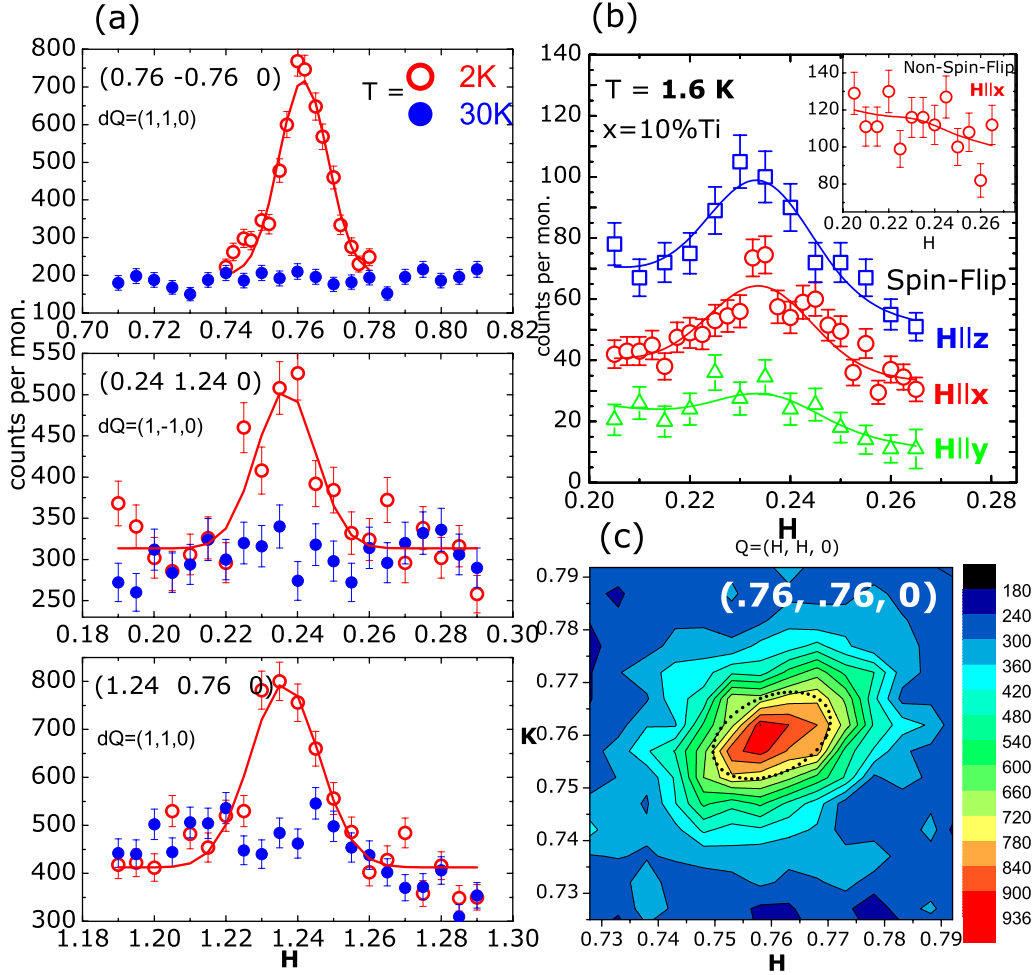 (a)
800
700
600
500
400
300
200
100
(0.76 -0.76 0)
dQ=(1,1,0)
T =
2K
30K
0.70 0.72 0.74 0.76 0.78 0.80 0.82
counts per mon.
550
500
450
400
350
300
250
(0.24 1.24 0)
dQ=(1,-1,0)
0.18 0.20 0.22 0.24 0.26 0.28 0.30
800
700
600
500
400
300
(1.24 0.76 0)
dQ=(1,1,0)
1.18 1.20 1.22 1.24 1.26 1.28 1.30
H
(b)
counts per mon.
140
120
100
80
60
40
20
0
T = 1.6 K
x=10%Ti
Spin-Flip
H||z
H||x
H||y
0.20 0.22 0.24 0.26 0.28
H
Q=(H, H, 0)
Non-Spin-Flip
H||x
140
120
100
80
0.20 0.22 0.24 0.26
H
(c)
(.76, .76, 0)
0.79
0.78
0.77
0.76
0.75
0.74
0.73
K
0.73 0.74 0.75 0.76 0.77 0.78 0.79
H
180
240
300
360
420
480
540
600
660
720
780
840
900
936